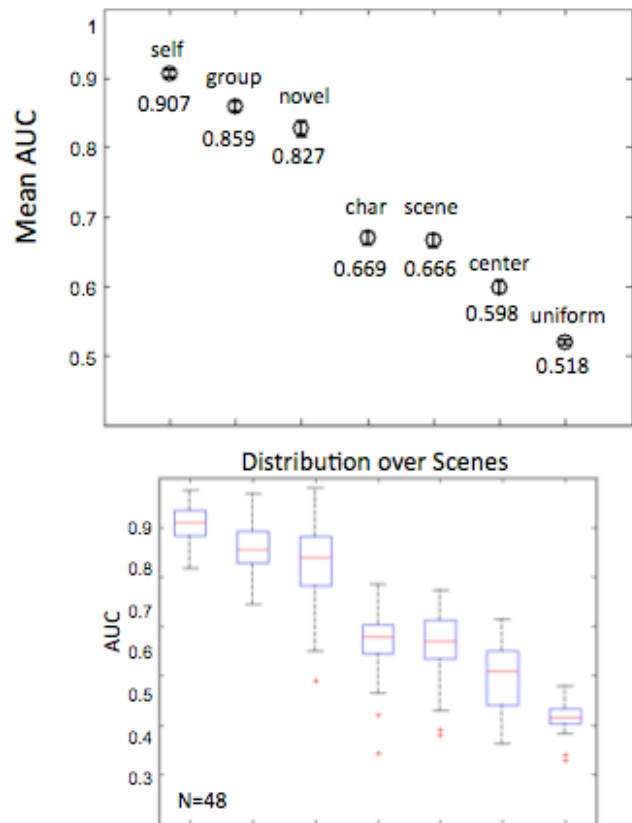 1
self
0.9
0.907
group
0.859
novel
0.827
0.8
Mean AUC
0.7
char
0.669
scene
0.666
center
0.598
0.6
uniform
0.518
0.5
Distribution over Scenes
0.9
0.8
0.7
AUC
0.6
0.5
0.4
0.3
N=48